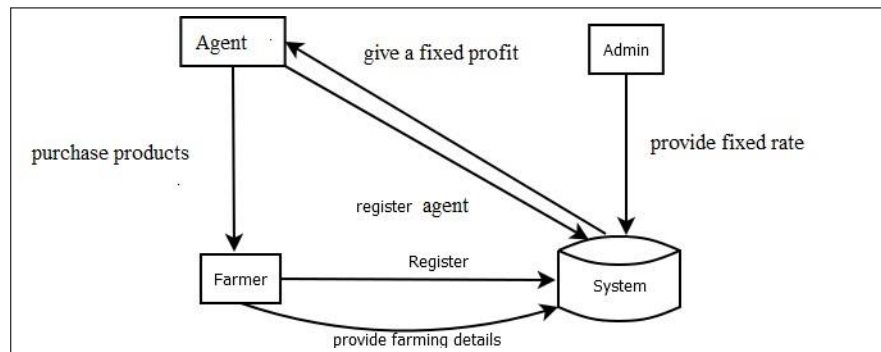 Agent
give a fixed profit
Admin
purchase products
provide fixed rate
register agent
Farmer
Register
System
provide farming details